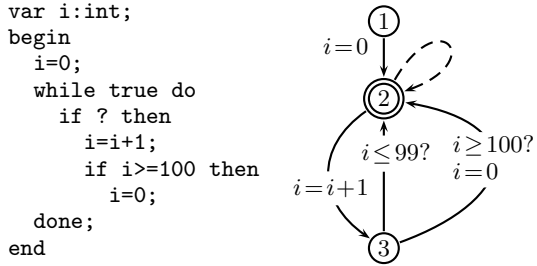 var i:int;
begin
  i=0;
  while true do
    if ? then
      i=i+1;
      if i>=100 then
        i=0;
  done;
end
1
i=0
2
i≤99?
i≥100?
i=0
i=i+1
3